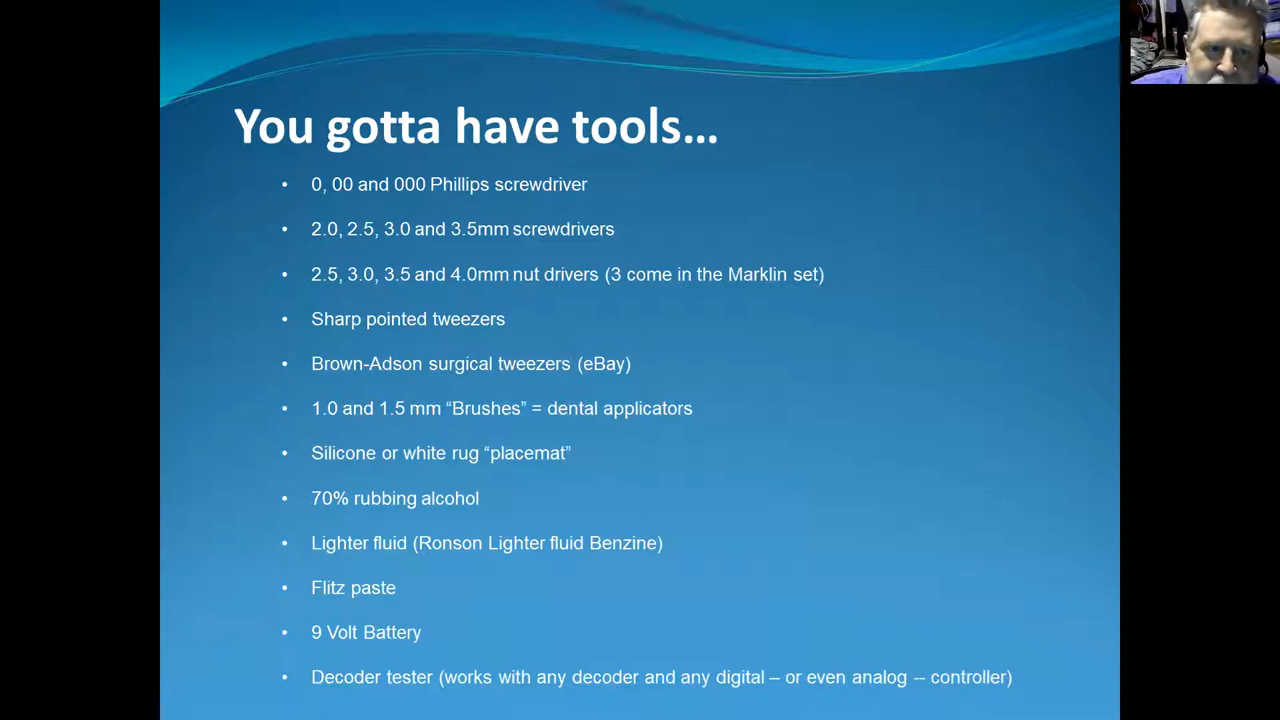 You gotta have tools…
• 0, 00 and 000 Phillips screwdriver
• 2.0, 2.5, 3.0 and 3.5mm screwdrivers
• 2.5, 3.0, 3.5 and 4.0mm nut drivers (3 come in the Marklin set)
• Sharp pointed tweezers
• Brown-Adson surgical tweezers (eBay)
• 1.0 and 1.5 mm “Brushes” = dental applicators
• Silicone or white rug “placemat”
• 70% rubbing alcohol
• Lighter fluid (Ronson Lighter fluid Benzine)
• Flitz paste
• 9 Volt Battery
• Decoder tester (works with any decoder and any digital – or even analog -- controller)